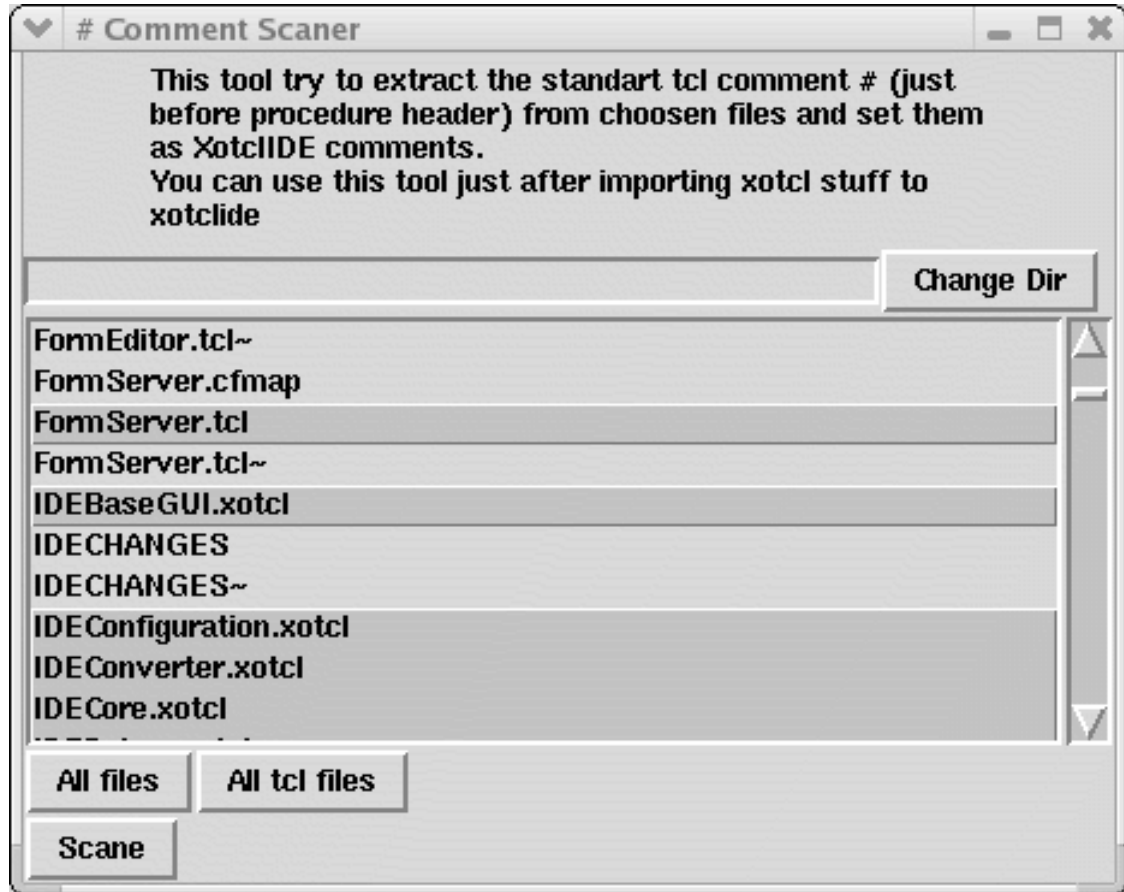 # Comment Scaner
This tool try to extract the standart tcl comment # (just
before procedure header) from choosen files and set them
as XotclIDE comments.
You can use this tool just after importing xotcl stuff to
xotclide
Change Dir
FormEditor.tcl~
FormServer.cfmap
FormServer.tcl
FormServer.tcl~
IDEBaseGUI.xotcl
IDECHANGES
IDECHANGES~
IDEConfiguration.xotcl
IDEConverter.xotcl
IDECore.xotcl
All files All tcl files
Scane